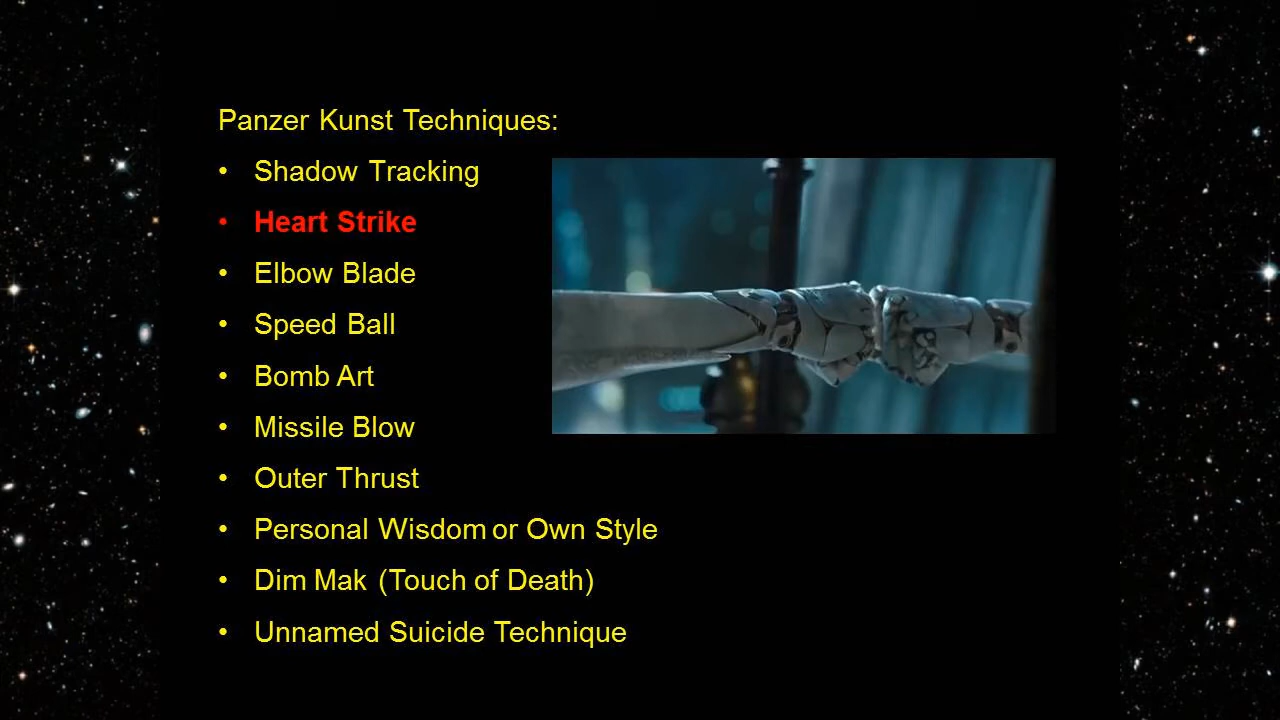 Panzer Kunst Techniques:
• Shadow Tracking
• Heart Strike
• Elbow Blade
• Speed Ball
• Bomb Art
• Missile Blow
• Outer Thrust
• Personal Wisdom or Own Style
• Dim Mak (Touch of Death)
• Unnamed Suicide Technique